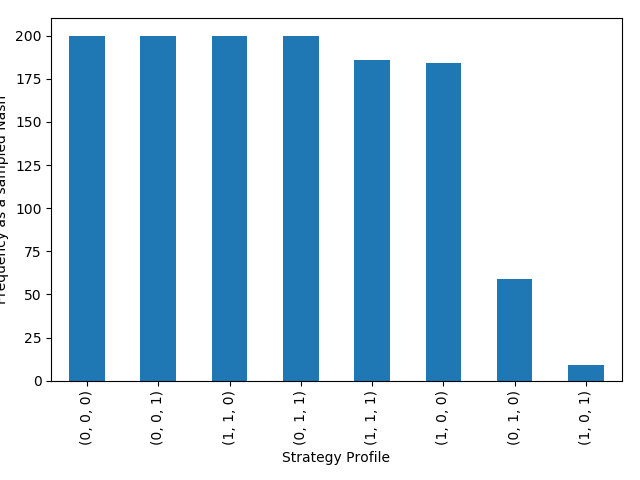 Frequency as a sampled Nash
200
175
150
125
100
75
50
25
0
(0, 0, 0)
(0, 0, 1)
(1, 1, 0)
(0, 1, 1)
(1, 1, 1)
(1, 0, 0)
(0, 1, 0)
(1, 0, 1)
Strategy Profile